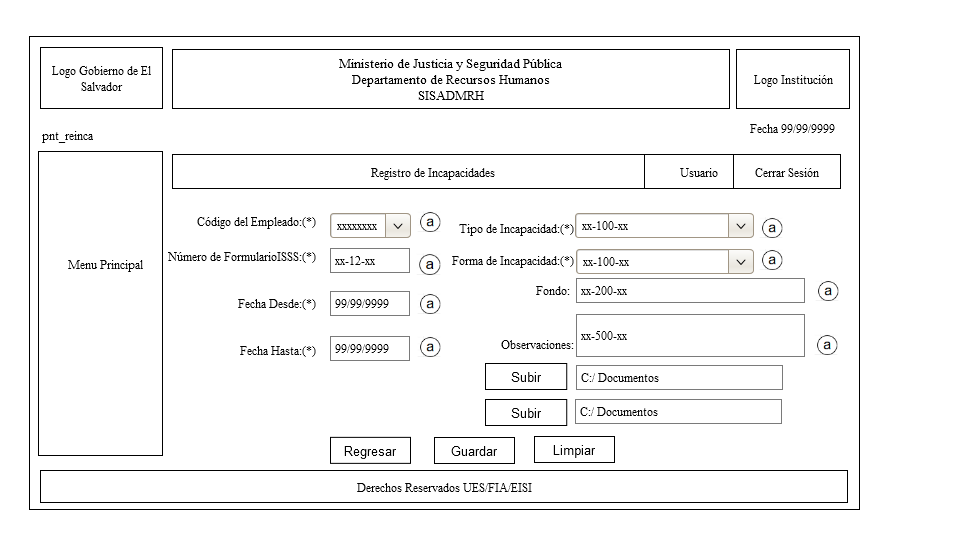 Logo Gobierno de El
Salvador
Ministerio de Justicia y Seguridad Pública
Departamento de Recursos Humanos
SISADMRH
Logo Institución
pnt_reinca
Fecha 99/99/9999
Menu Principal
Registro de Incapacidades
Usuario
Cerrar Sesión
Código del Empleado:(*)
xxxxxxxx
a
Tipo de Incapacidad:(*)
xx-100-xx
a
Número de FormularioISSS:(*)
xx-12-xx
a
Forma de Incapacidad:(*)
xx-100-xx
a
Fecha Desde:(*)
99/99/9999
a
Fondo:
xx-200-xx
a
Fecha Hasta:(*)
99/99/9999
a
Observaciones:
xx-500-xx
a
Subir
C:/ Documentos
Subir
C:/ Documentos
Regresar
Guardar
Limpiar
Derechos Reservados UES/FIA/EISI